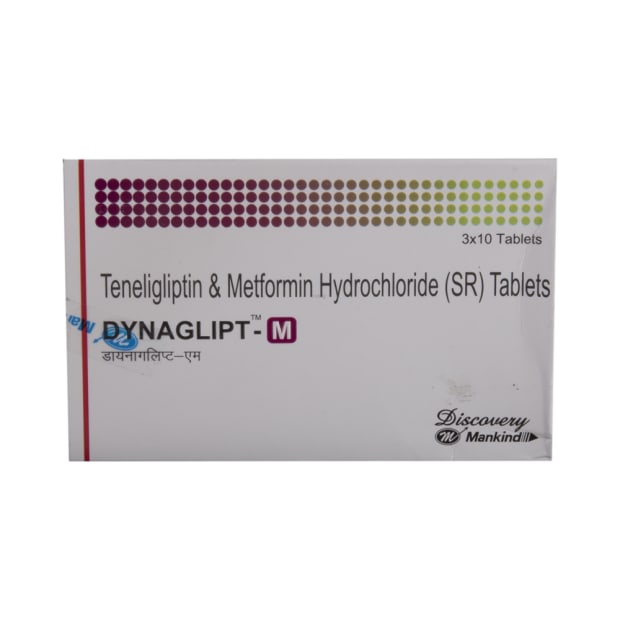 3x10 Tablets
Teneligliptin & Metformin Hydrochloride (SR) Tablets
DYNAGLIPT™-M
डायनाग्लिप्ट-एम
Discovery
M Mankind